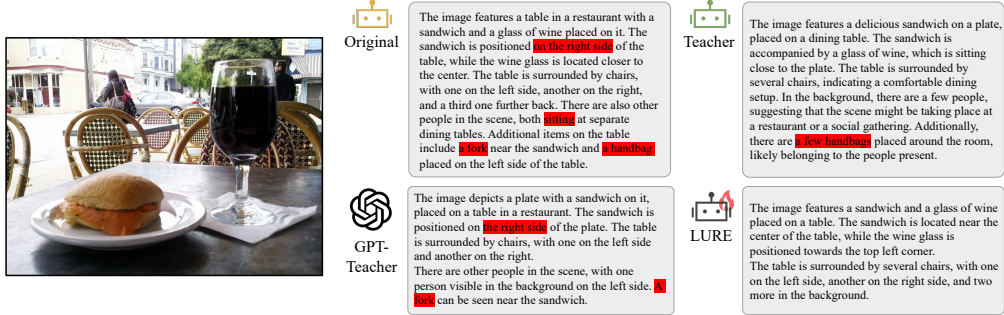 Original
The image features a table in a restaurant with a
sandwich and a glass of wine placed on it. The
sandwich is positioned on the right side of the
table, while the wine glass is located closer to
the center. The table is surrounded by chairs,
with one on the left side, another on the right,
and a third one further back. There are also other
people in the scene, both sitting at separate
dining tables. Additional items on the table
include a fork near the sandwich and a handbag
placed on the left side of the table.
Teacher
The image features a delicious sandwich on a plate,
placed on a dining table. The sandwich is
accompanied by a glass of wine, which is sitting
close to the plate. The table is surrounded by
several chairs, indicating a comfortable dining
setup. In the background, there are a few people,
suggesting that the scene might be taking place at
a restaurant or a social gathering. Additionally,
there are a few handbags placed around the room,
likely belonging to the people present.
GPT-
Teacher
The image depicts a plate with a sandwich on it,
placed on a table in a restaurant. The sandwich is
positioned on the right side of the plate. The table
is surrounded by chairs, with one on the left side
and another on the right.
There are other people in the scene, with one
person visible in the background on the left side. A
fork can be seen near the sandwich.
LURE
The image features a sandwich and a glass of wine
placed on a table. The sandwich is located near the
center of the table, while the wine glass is
positioned towards the top left corner.
The table is surrounded by several chairs, with one
on the left side, another on the right side, and two
more in the background.